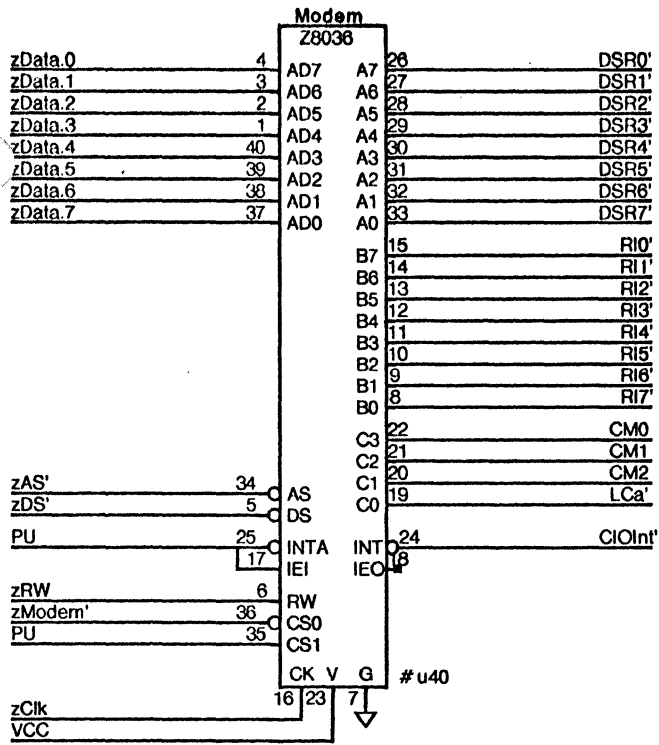 Modem
Z8036
zData.0 4 AD7 A7 26 DSR0'
zData.1 3 AD6 A6 27 DSR1'
zData.2 2 AD5 A5 28 DSR2'
zData.3 1 AD4 A4 29 DSR3'
zData.4 40 AD3 A3 30 DSR4'
zData.5 39 AD2 A2 31 DSR5'
zData.6 38 AD1 A1 32 DSR6'
zData.7 37 AD0 A0 33 DSR7'
B7 15 RI0'
B6 14 RI1'
B5 13 RI2'
B4 12 RI3'
B3 11 RI4'
B2 10 RI5'
B1 9 RI6'
B0 8 RI7'
C3 22 CM0
C2 21 CM1
C1 20 CM2
C0 19 LCa'
zAS' 34 AS
zDS' 5 DS
PU 25 INTA INT 24 CIOInt'
17 IEI IEO 18
zRW 6 RW
zModem' 36 CS0
PU 35 CS1
CK V G # u40
16 23 7
zClk
VCC